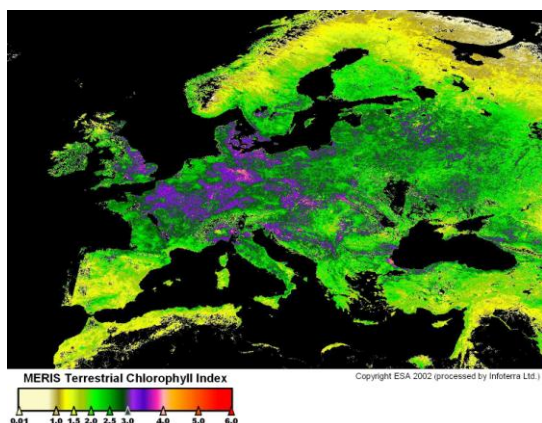 MERIS Terrestrial Chlorophyll Index
Copyright ESA 2002 (processed by Infoterra Ltd.)
0.01 1.0 1.5 2.0 2.5 3.0 4.0 5.0 6.0